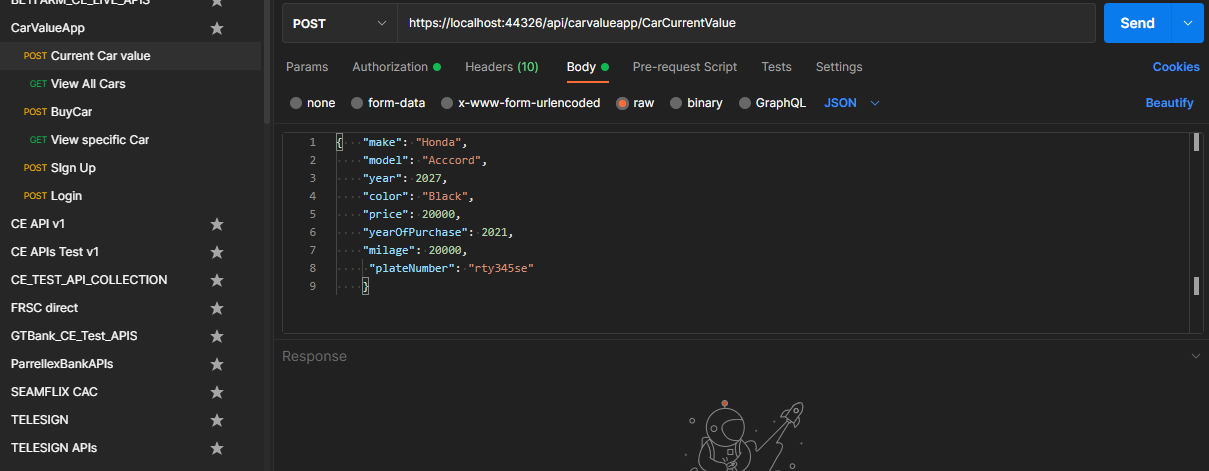 BETFARM_CE_LIVE_APIS
CarValueApp
POST Current Car value
GET View All Cars
POST BuyCar
GET View specific Car
POST SIgn Up
POST Login
CE API v1
CE APIs Test v1
CE_TEST_API_COLLECTION
FRSC direct
GTBank_CE_Test_APIS
ParrellexBankAPIs
SEAMFLIX CAC
TELESIGN
TELESIGN APIs
POST https://localhost:44326/api/carvalueapp/CarCurrentValue Send
Params Authorization Headers (10) Body Pre-request Script Tests Settings Cookies
none form-data x-www-form-urlencoded raw binary GraphQL JSON Beautify
1 { "make": "Honda",
2 "model": "Acccord",
3 "year": 2027,
4 "color": "Black",
5 "price": 20000,
6 "yearOfPurchase": 2021,
7 "milage": 20000,
8 "plateNumber": "rty345se"
9 }
Response